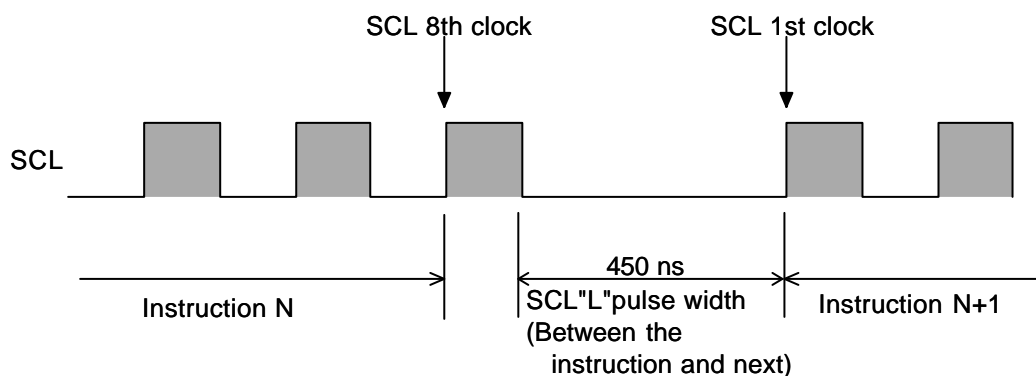 SCL 8th clock
SCL 1st clock
SCL
450 ns
Instruction N
SCL"L"pulse width
(Between the
instruction and next)
Instruction N+1